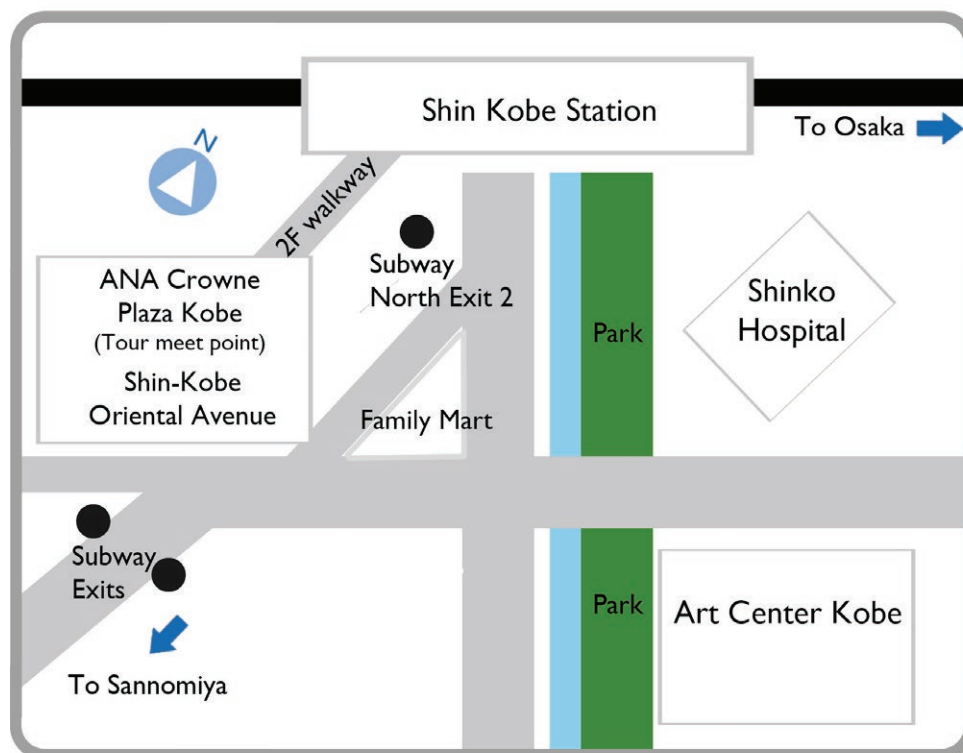 Shin Kobe Station
To Osaka
N
2F walkway
Subway
North Exit 2
ANA Crowne
Plaza Kobe
(Tour meet point)
Shin-Kobe
Oriental Avenue
Park
Shinko
Hospital
Family Mart
Subway
Exits
To Sannomiya
Park
Art Center Kobe